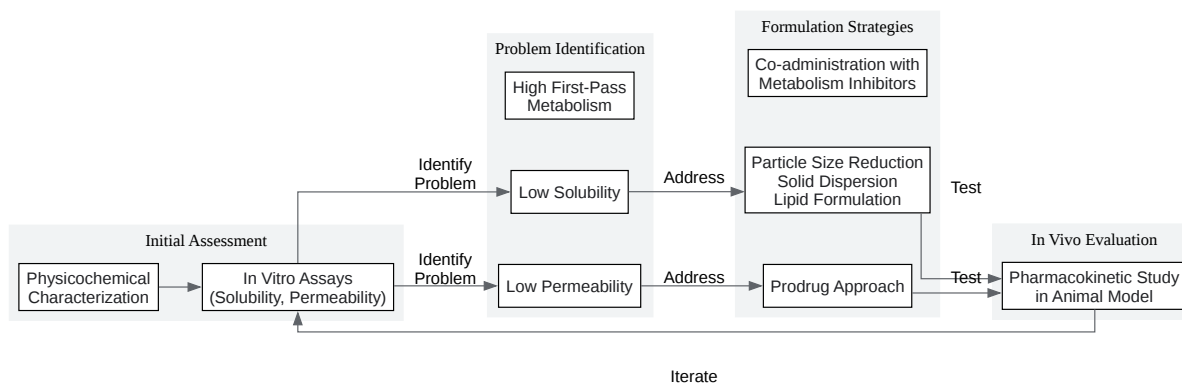 Formulation Strategies
Problem Identification
Co-administration with
Metabolism Inhibitors
High First-Pass
Metabolism
Identify
Problem
Low Solubility
Address
Particle Size Reduction
Solid Dispersion
Lipid Formulation
Test
Initial Assessment
In Vivo Evaluation
Physicochemical
Characterization
In Vitro Assays
(Solubility, Permeability)
Identify
Problem
Low Permeability
Address
Prodrug Approach
Test
Pharmacokinetic Study
in Animal Model
Iterate